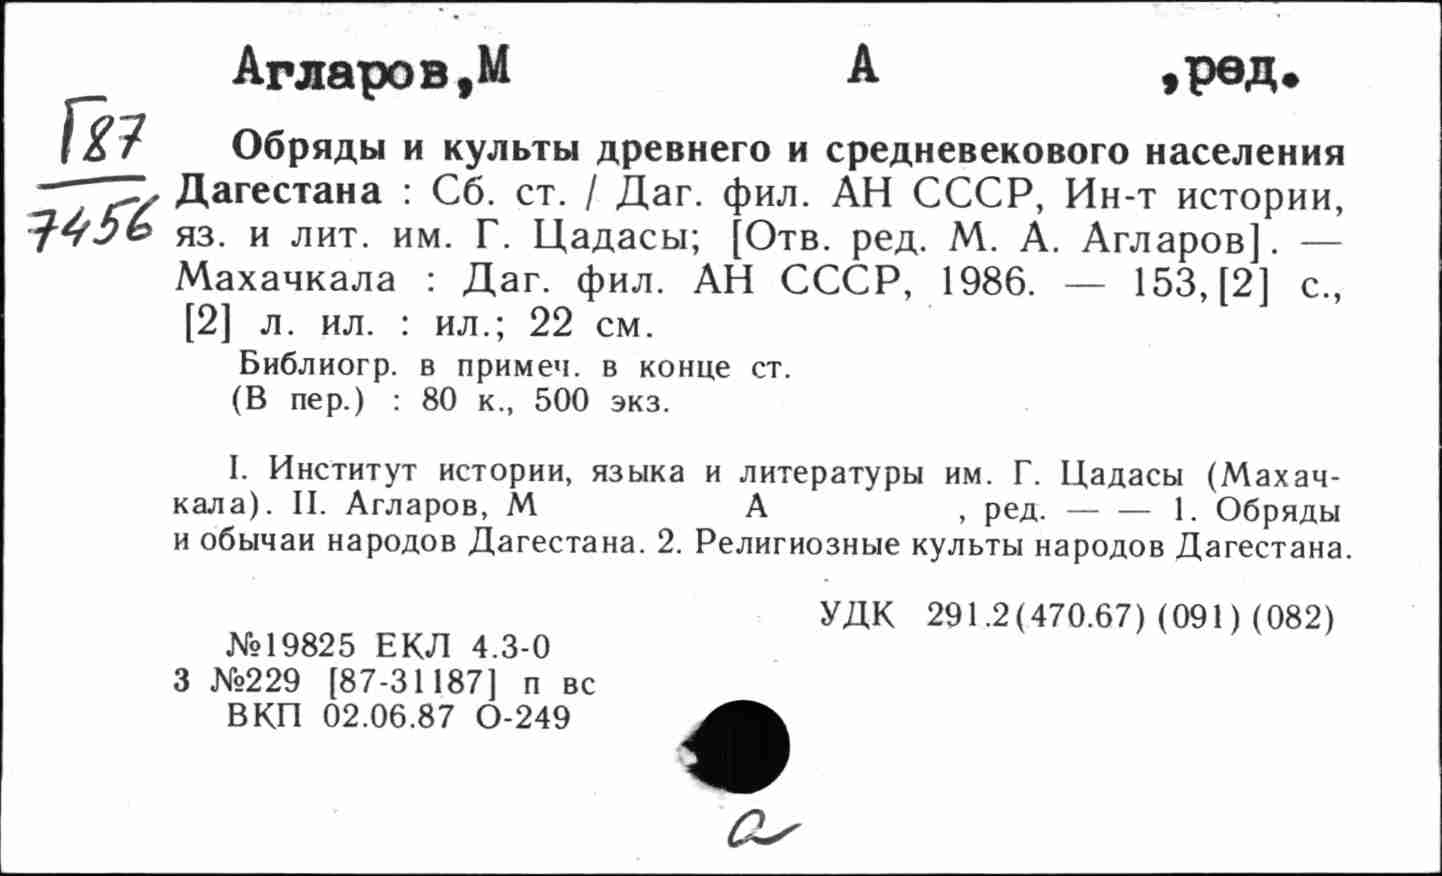 Агларов,М А ,ред.
Г87
7456
Обряды и культы древнего и средневекового населения
Дагестана : Сб. ст. / Даг. фил. АН СССР, Ин-т истории,
яз. и лит. им. Г. Цадасы; [Отв. ред. М. А. Агларов]. —
Махачкала : Даг. фил. АН СССР, 1986. — 153,[2] с.,
[2] л. ил. : ил.; 22 см.
Библиогр. в примеч. в конце ст.
(В пер.) : 80 к., 500 экз.
I. Институт истории, языка и литературы им. Г. Цадасы (Махач-
кала). II. Агларов, М А , ред. — — 1. Обряды
и обычаи народов Дагестана. 2. Религиозные культы народов Дагестана.
УДК 291.2(470.67)(091)(082)
№19825 ЕКЛ 4.3-0
3 №229 [87-31187] п вс
ВКП 02.06.87 О-249
а